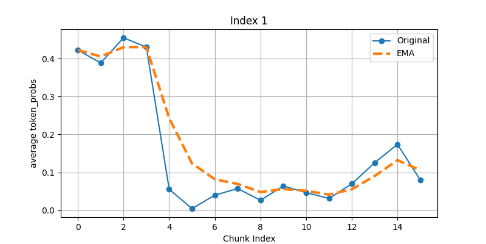 Index 1
Original
EMA
average token_probs
0.4
0.3
0.2
0.1
0.0
0 2 4 6 8 10 12 14
Chunk Index